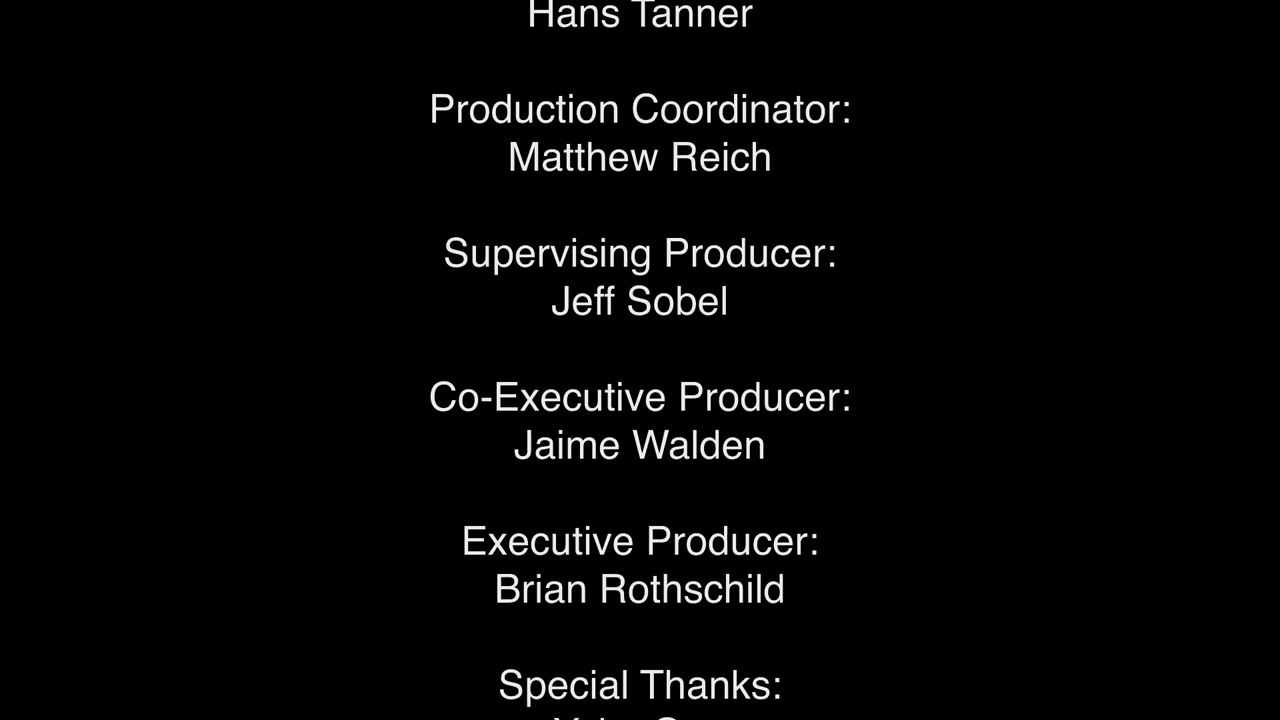 Hans Tanner
Production Coordinator:
Matthew Reich
Supervising Producer:
Jeff Sobel
Co-Executive Producer:
Jaime Walden
Executive Producer:
Brian Rothschild
Special Thanks: